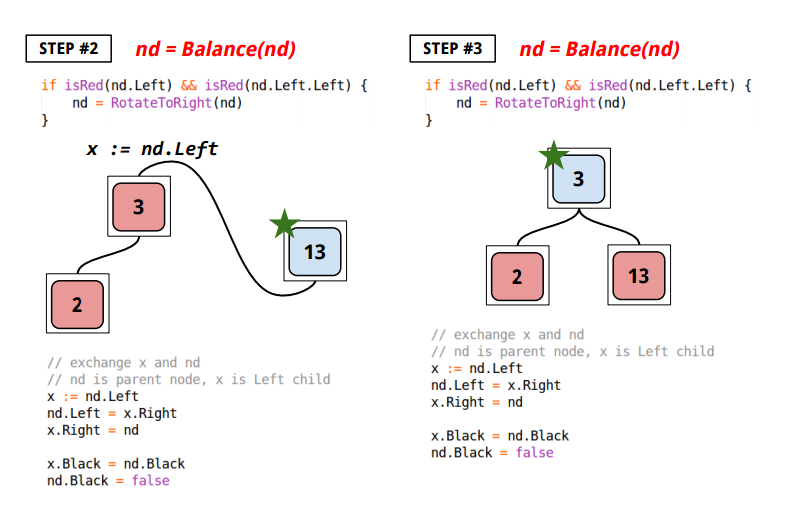 STEP #2
nd = Balance(nd)
if isRed(nd.Left) && isRed(nd.Left.Left) {
    nd = RotateToRight(nd)
}
x := nd.Left
3
13
2
// exchange x and nd
// nd is parent node, x is Left child
x := nd.Left
nd.Left = x.Right
x.Right = nd
x.Black = nd.Black
nd.Black = false
STEP #3
nd = Balance(nd)
if isRed(nd.Left) && isRed(nd.Left.Left) {
    nd = RotateToRight(nd)
}
3
2
13
// exchange x and nd
// nd is parent node, x is Left child
x := nd.Left
nd.Left = x.Right
x.Right = nd
x.Black = nd.Black
nd.Black = false